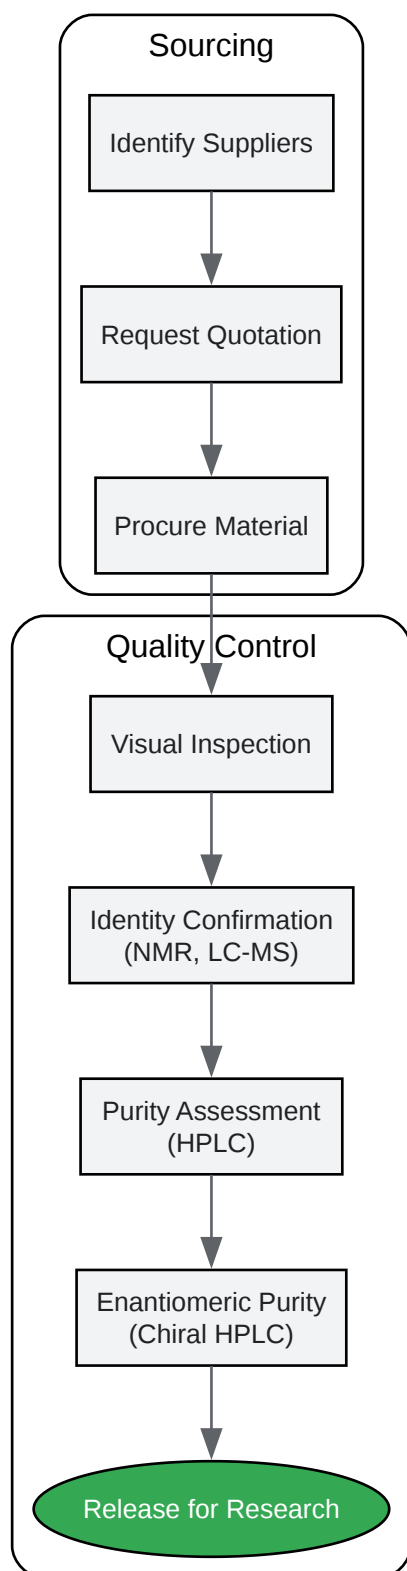 Sourcing
Identify Suppliers
Request Quotation
Procure Material
Quality Control
Visual Inspection
Identity Confirmation
(NMR, LC-MS)
Purity Assessment
(HPLC)
Enantiomeric Purity
(Chiral HPLC)
Release for Research